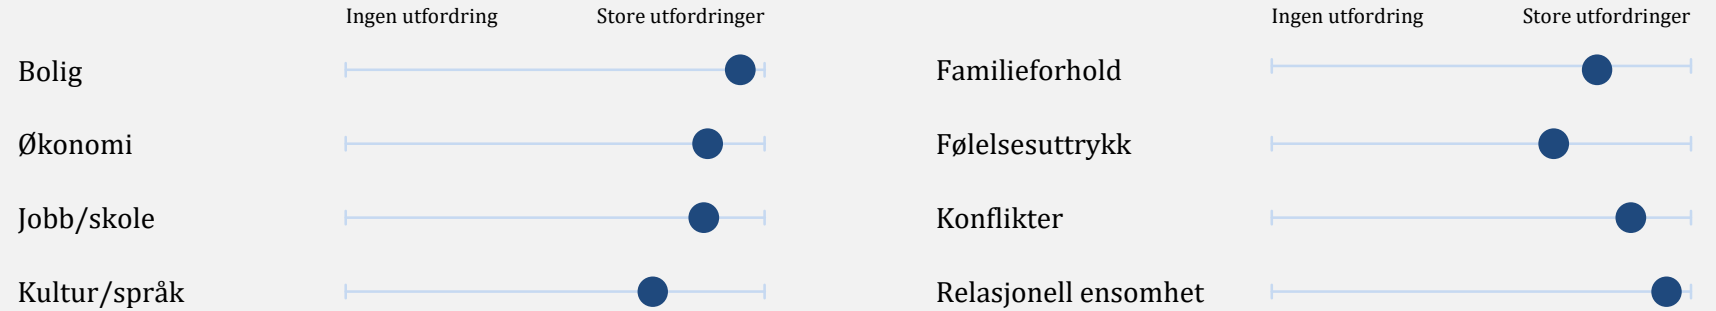 Ingen utfordring Store utfordringer
Bolig
Økonomi
Jobb/skole
Kultur/språk
Ingen utfordring Store utfordringer
Familieforhold
Følelsesuttrykk
Konflikter
Relasjonell ensomhet